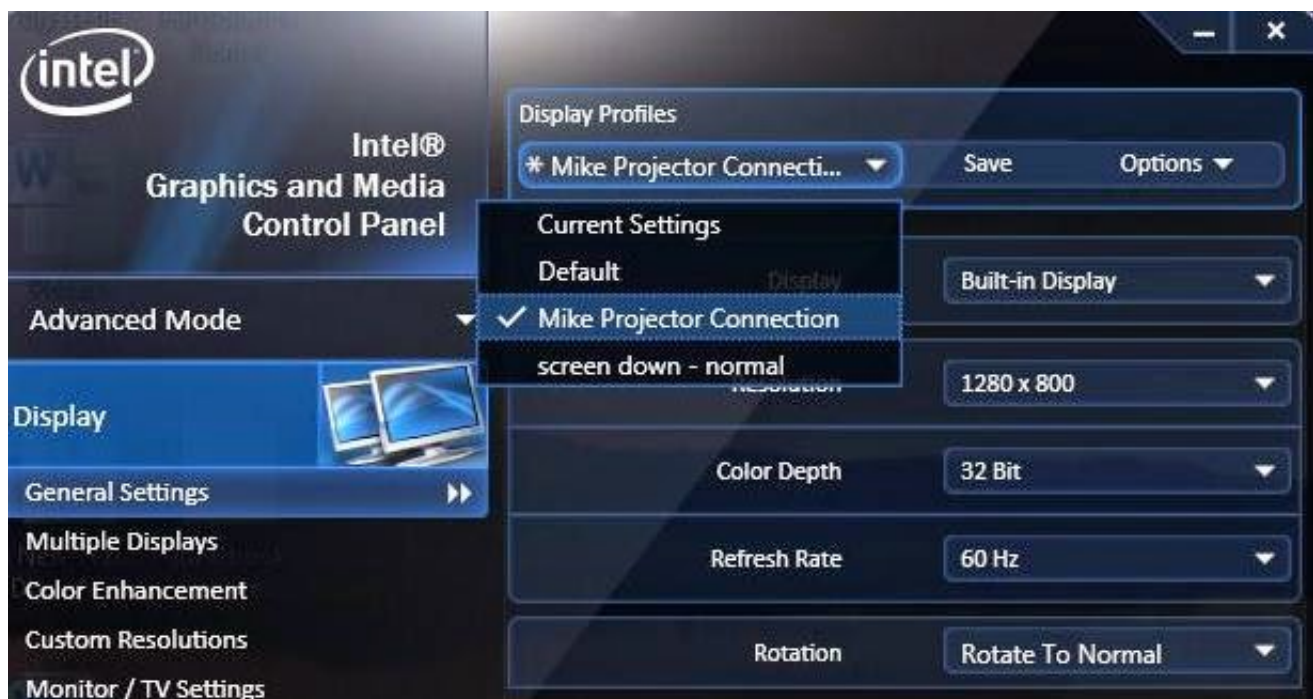 intel
Intel®
Graphics and Media
Control Panel
Advanced Mode
Display
General Settings
Multiple Displays
Color Enhancement
Custom Resolutions
Monitor / TV Settings
Display Profiles
* Mike Projector Connecti...
Save
Options
Current Settings
Default
Mike Projector Connection
screen down - normal
Display
Built-in Display
Resolution
1280 x 800
Color Depth
32 Bit
Refresh Rate
60 Hz
Rotation
Rotate To Normal